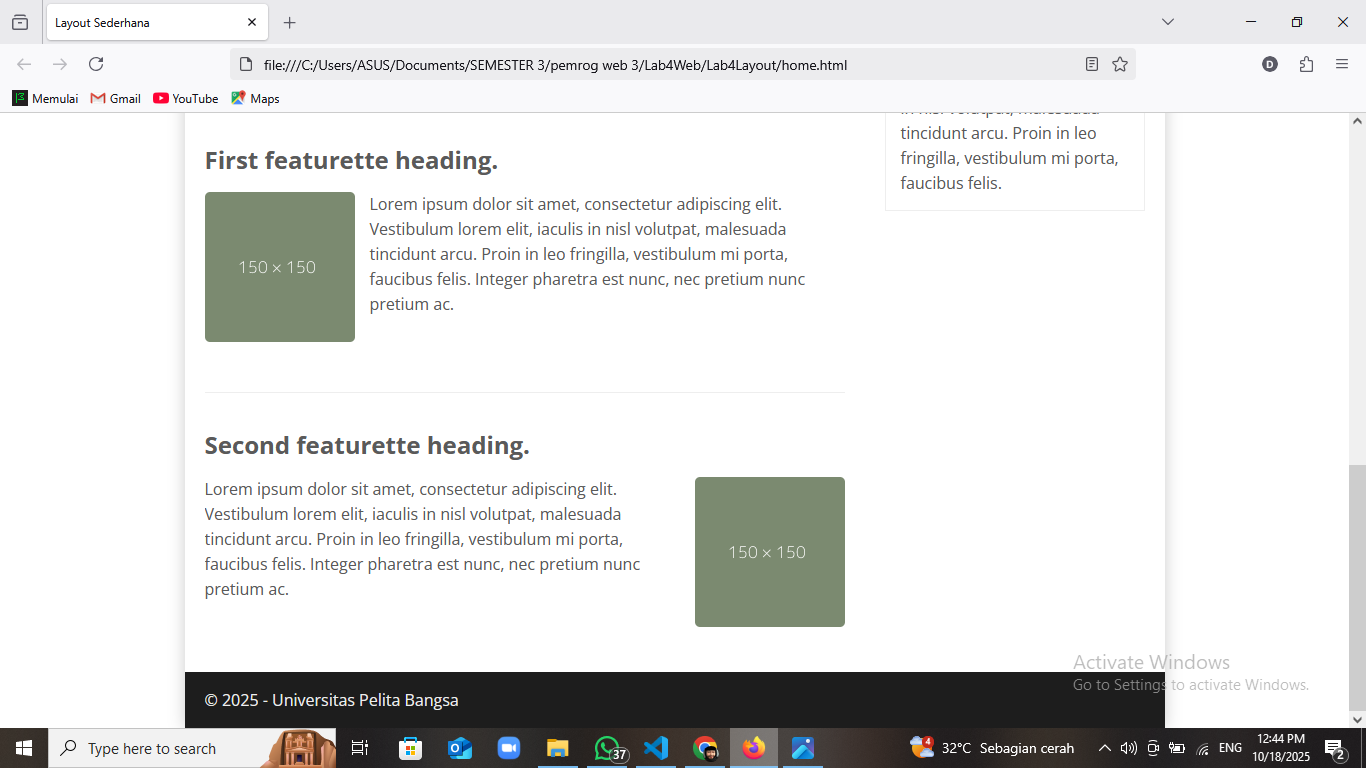 Layout Sederhana
file:///C:/Users/ASUS/Documents/SEMESTER 3/pemrog web 3/Lab4Web/Lab4Layout/home.html
D
Memulai
Gmail
YouTube
Maps
First featurette heading.
150 × 150
Lorem ipsum dolor sit amet, consectetur adipiscing elit.
Vestibulum lorem elit, iaculis in nisl volutpat, malesuada
tincidunt arcu. Proin in leo fringilla, vestibulum mi porta,
faucibus felis. Integer pharetra est nunc, nec pretium nunc
pretium ac.
in nisl volutpat, malesuada
tincidunt arcu. Proin in leo
fringilla, vestibulum mi porta,
faucibus felis.
Second featurette heading.
Lorem ipsum dolor sit amet, consectetur adipiscing elit.
Vestibulum lorem elit, iaculis in nisl volutpat, malesuada
tincidunt arcu. Proin in leo fringilla, vestibulum mi porta,
faucibus felis. Integer pharetra est nunc, nec pretium nunc
pretium ac.
150 × 150
Activate Windows
Go to Settings to activate Windows.
© 2025 - Universitas Pelita Bangsa
Type here to search
37
4
32°C Sebagian cerah
ENG
12:44 PM
10/18/2025
2